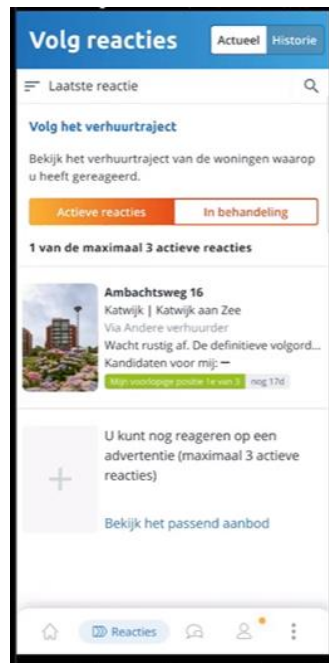 Volg reacties
Actueel Historie
Laatste reactie
Volg het verhuurtraject
Bekijk het verhuurtraject van de woningen waarop
u heeft gereageerd.
Actieve reacties In behandeling
1 van de maximaal 3 actieve reacties
Ambachtsweg 16
Katwijk | Katwijk aan Zee
Via Andere verhuurder
Wacht rustig af. De definitieve volgord...
Kandidaten voor mij: —
Mijn voorlopige positie 1e van 3 nog 17d
U kunt nog reageren op een
advertentie (maximaal 3 actieve
reacties)
Bekijk het passend aanbod
Reacties